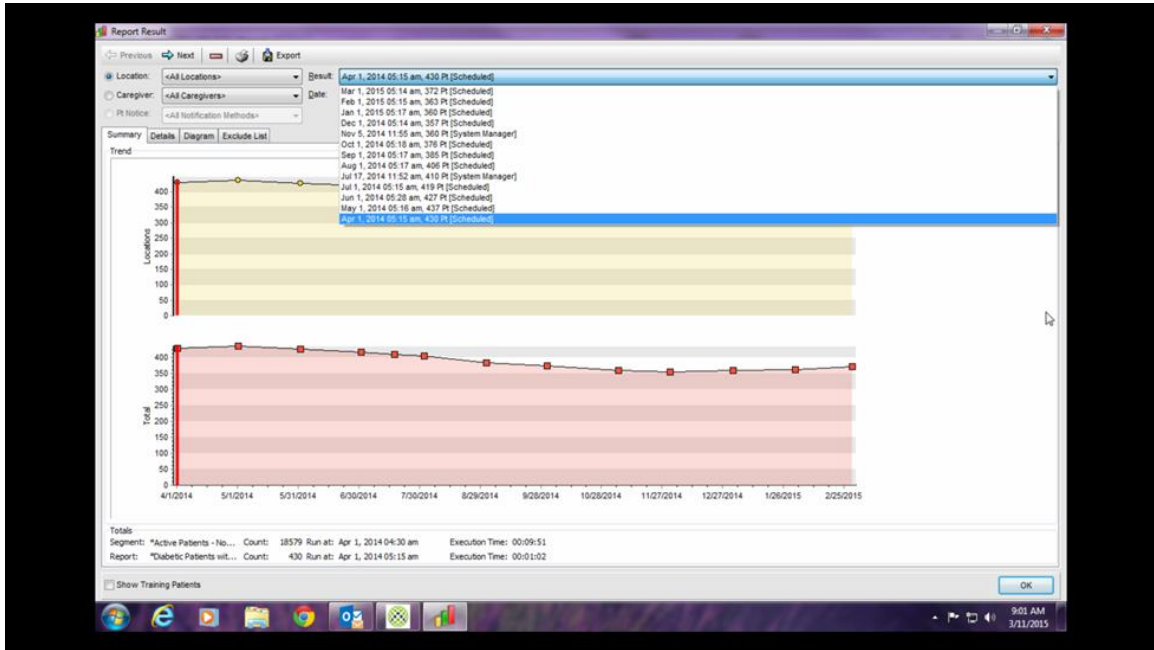 Report Result
Previous Next Export
Location: <All Locations> Result: Apr 1, 2014 05:15 am, 430 Pt [Scheduled]
Caregiver: <All Caregivers> Date:
Pt Notice: <All Notification Methods>
Mar 1, 2015 05:14 am, 372 Pt [Scheduled]
Feb 1, 2015 05:15 am, 363 Pt [Scheduled]
Jan 1, 2015 05:17 am, 360 Pt [Scheduled]
Dec 1, 2014 05:14 am, 357 Pt [Scheduled]
Nov 5, 2014 11:55 am, 360 Pt [System Manager]
Oct 1, 2014 05:18 am, 376 Pt [Scheduled]
Sep 1, 2014 05:17 am, 385 Pt [Scheduled]
Aug 1, 2014 05:17 am, 406 Pt [Scheduled]
Jul 17, 2014 11:52 am, 410 Pt [System Manager]
Jul 1, 2014 05:15 am, 419 Pt [Scheduled]
Jun 1, 2014 05:28 am, 427 Pt [Scheduled]
May 1, 2014 05:16 am, 437 Pt [Scheduled]
Apr 1, 2014 05:15 am, 430 Pt [Scheduled]
Summary Details Diagram Exclude List
Trend
Locations
400
350
300
250
200
150
100
50
0
Total
400
350
300
250
200
150
100
50
0
4/1/2014 5/1/2014 5/31/2014 6/30/2014 7/30/2014 8/29/2014 9/28/2014 10/28/2014 11/27/2014 12/27/2014 1/26/2015 2/25/2015
Totals
Segment: "Active Patients - No... Count: 18579 Run at: Apr 1, 2014 04:30 am Execution Time: 00:09:51
Report: "Diabetic Patients wit... Count: 430 Run at: Apr 1, 2014 05:15 am Execution Time: 00:01:02
Show Training Patients OK
9:01 AM
3/11/2015